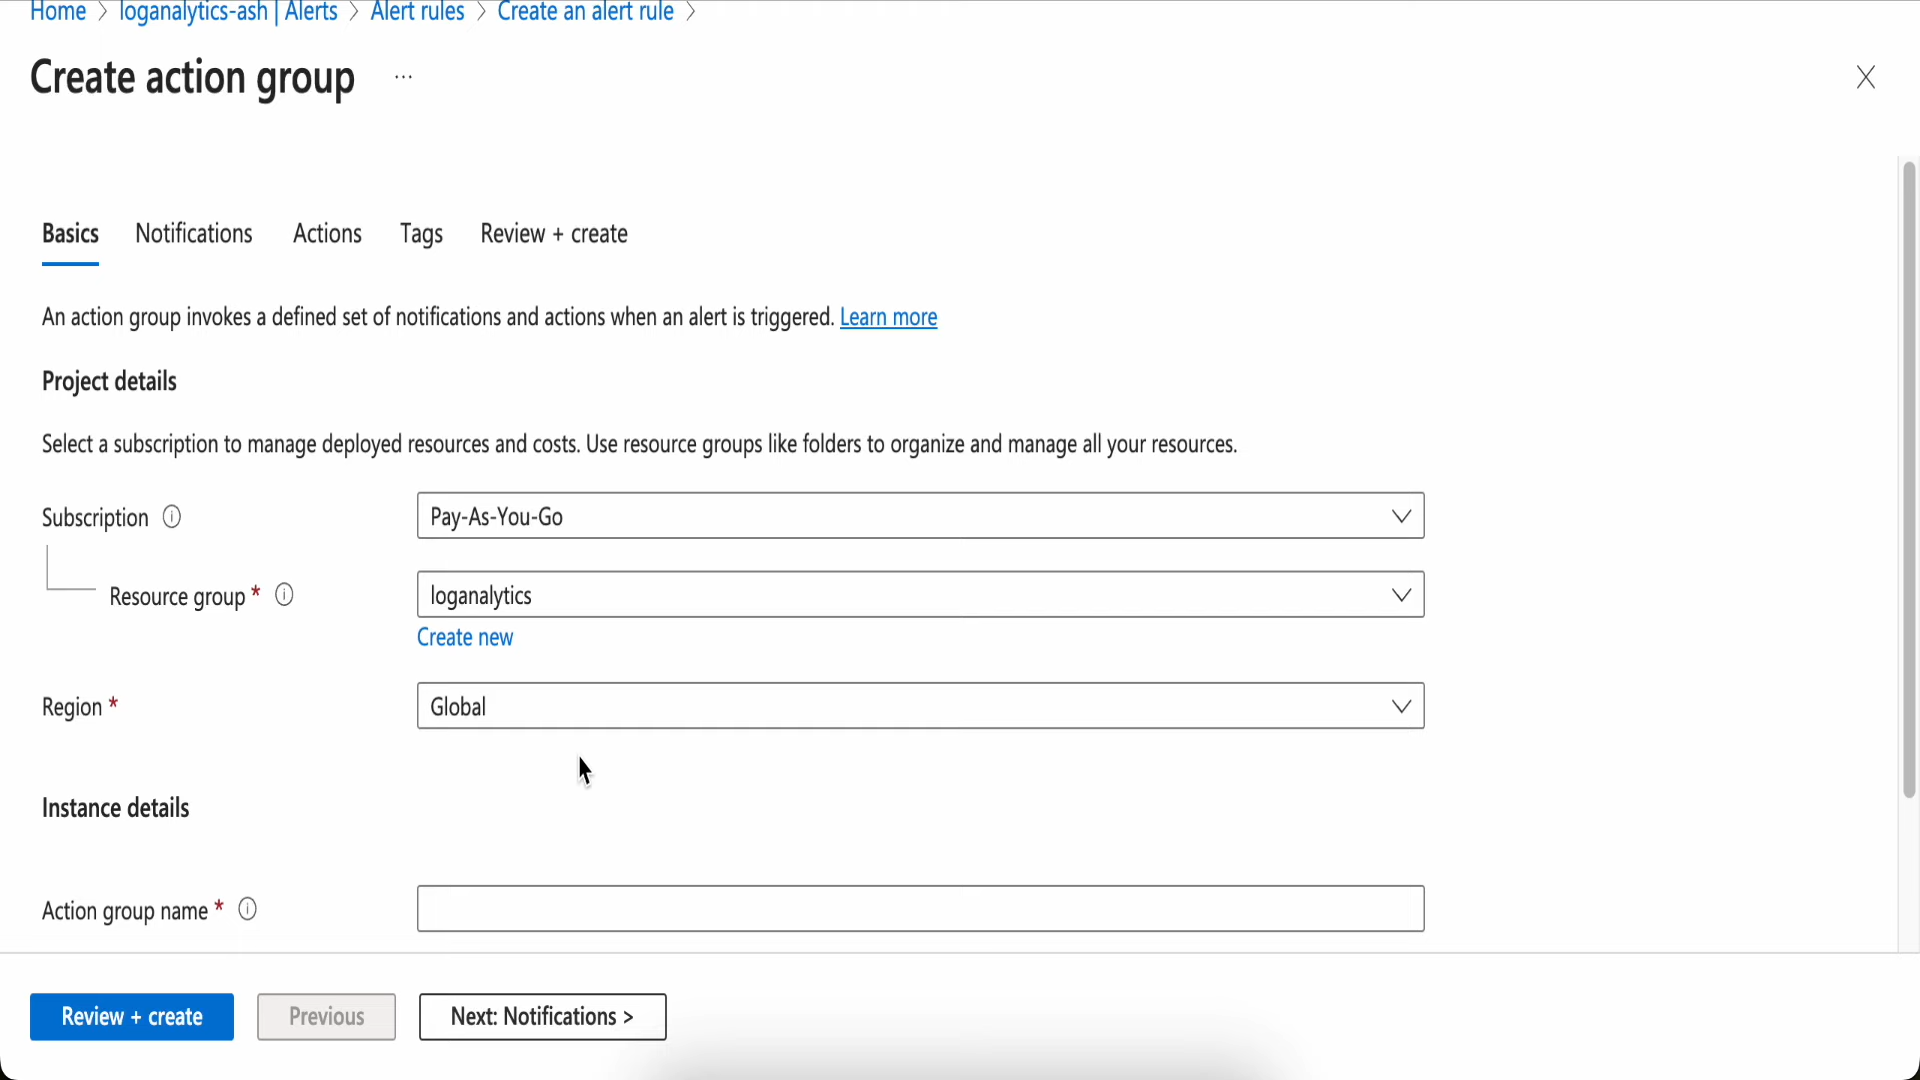 Home > loganalytics-ash | Alerts > Alert rules > Create an alert rule >
Create action group ...
Basics Notifications Actions Tags Review + create
An action group invokes a defined set of notifications and actions when an alert is triggered. Learn more
Project details
Select a subscription to manage deployed resources and costs. Use resource groups like folders to organize and manage all your resources.
Subscription Pay-As-You-Go
Resource group * loganalytics
Create new
Region * Global
Instance details
Action group name *
Review + create Previous Next: Notifications >